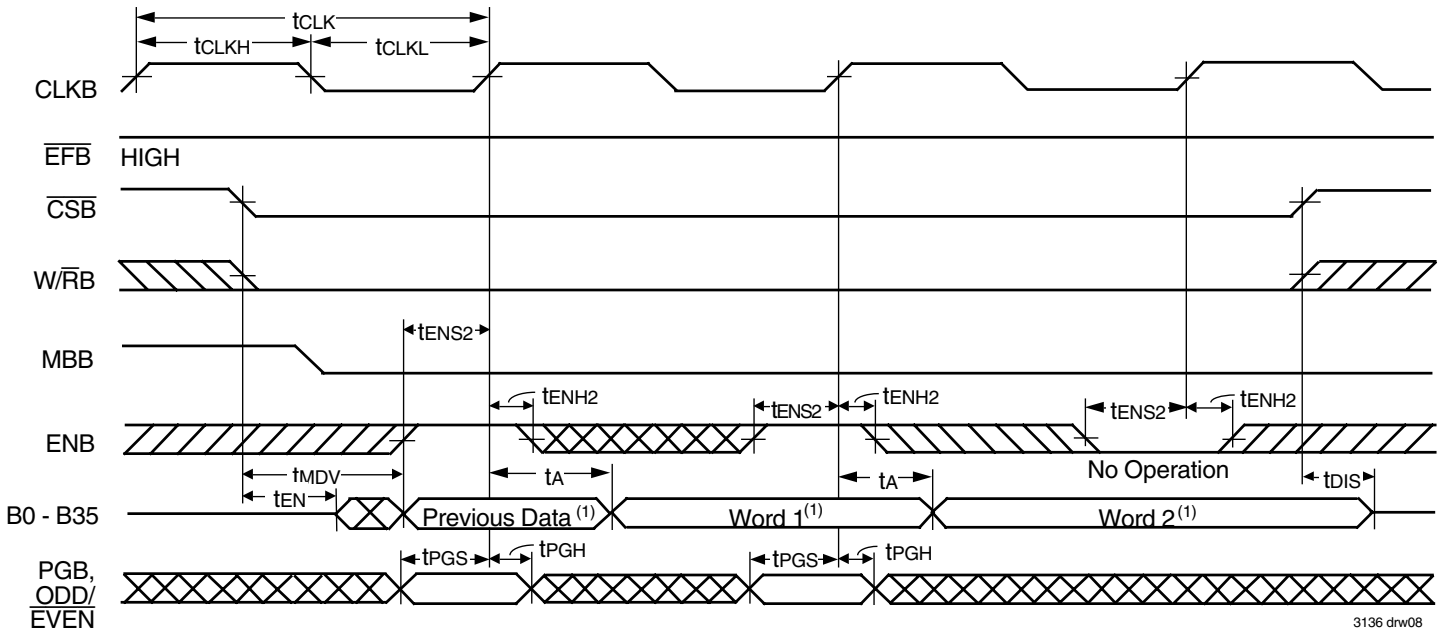 tCLK
tCLKH
tCLKL
CLKB
EFB HIGH
CSB
W/RB
tENS2
MBB
tENH2
tENS2
tENH2
tENS2
tENH2
ENB
No Operation
tMDV
tA
tA
tDIS
tEN
B0 - B35
Previous Data (1)
Word 1(1)
Word 2(1)
tPGS
tPGH
tPGS
tPGH
PGB,
ODD/
EVEN
3136 drw08